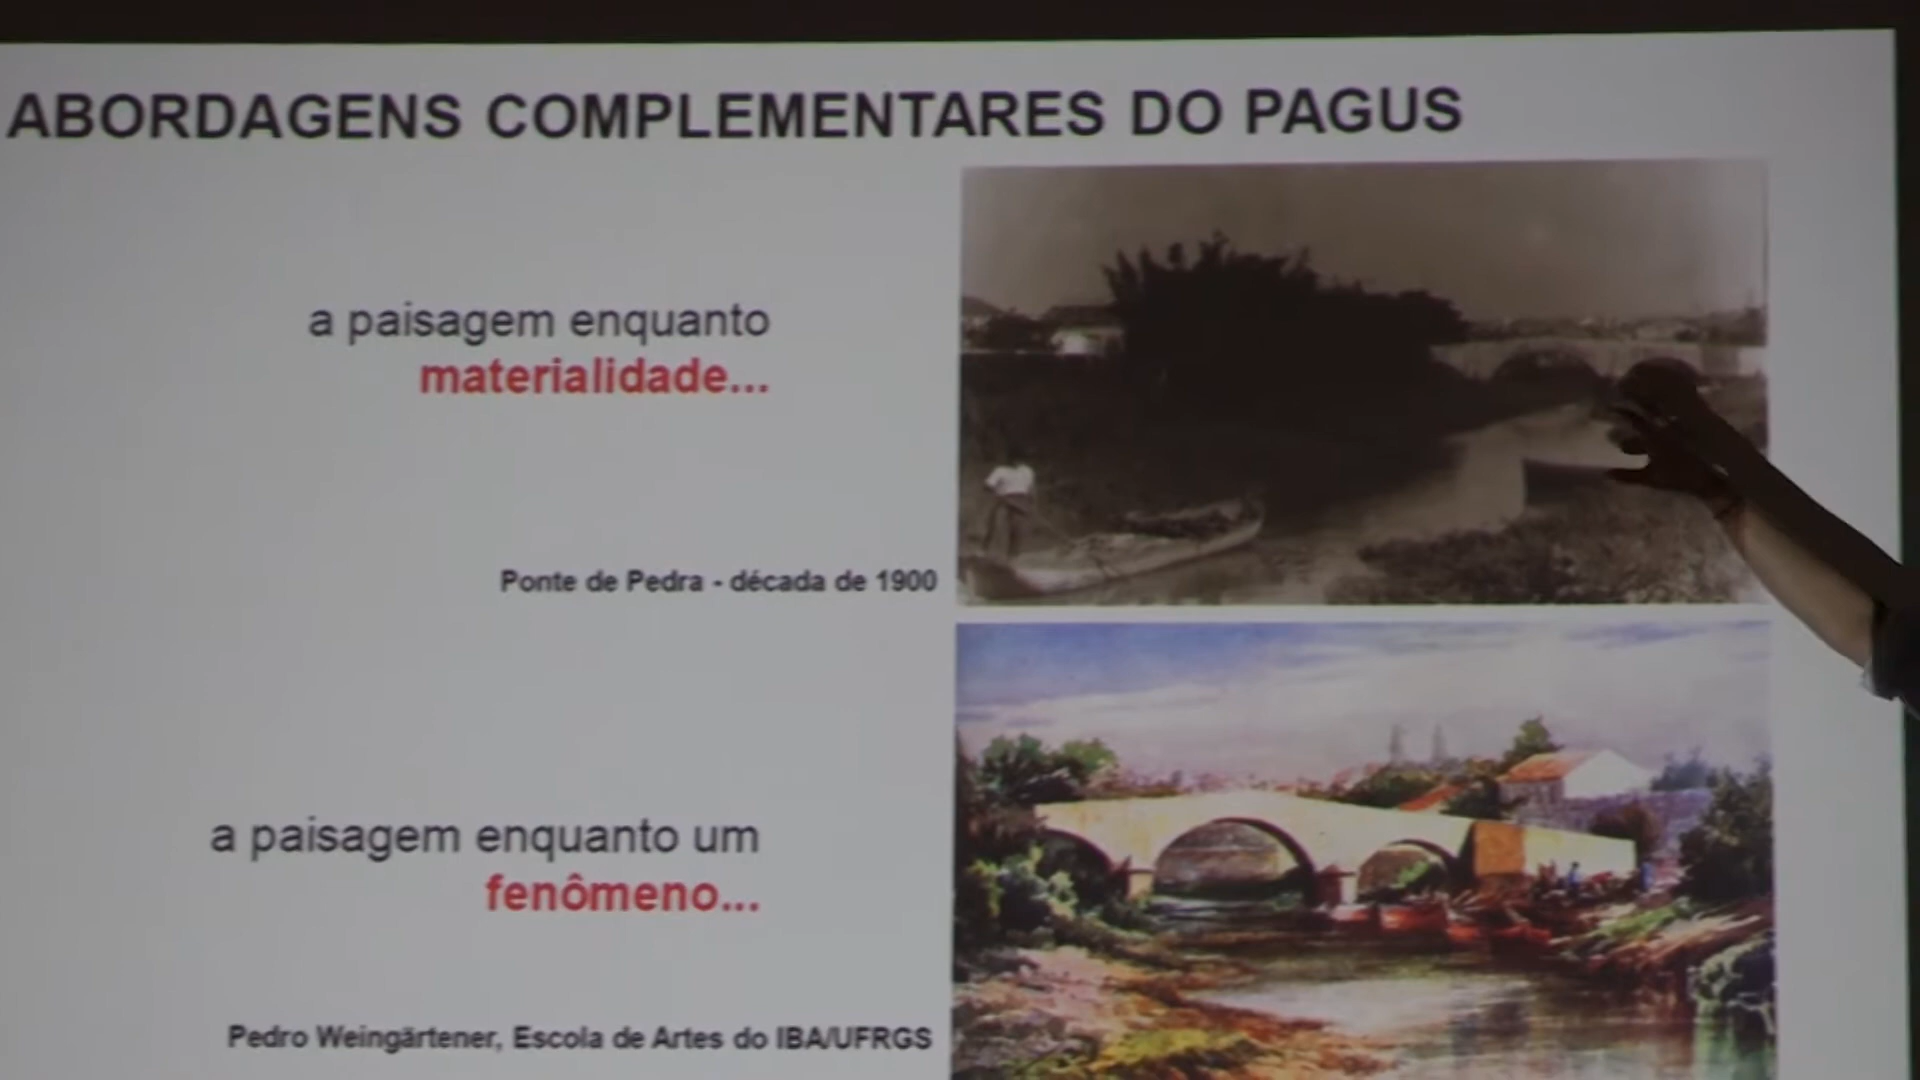 ABORDAGENS COMPLEMENTARES DO PAGUS
a paisagem enquanto
materialidade...
Ponte de Pedra - década de 1900
a paisagem enquanto um
fenômeno...
Pedro Weingärtener, Escola de Artes do IBA/UFRGS